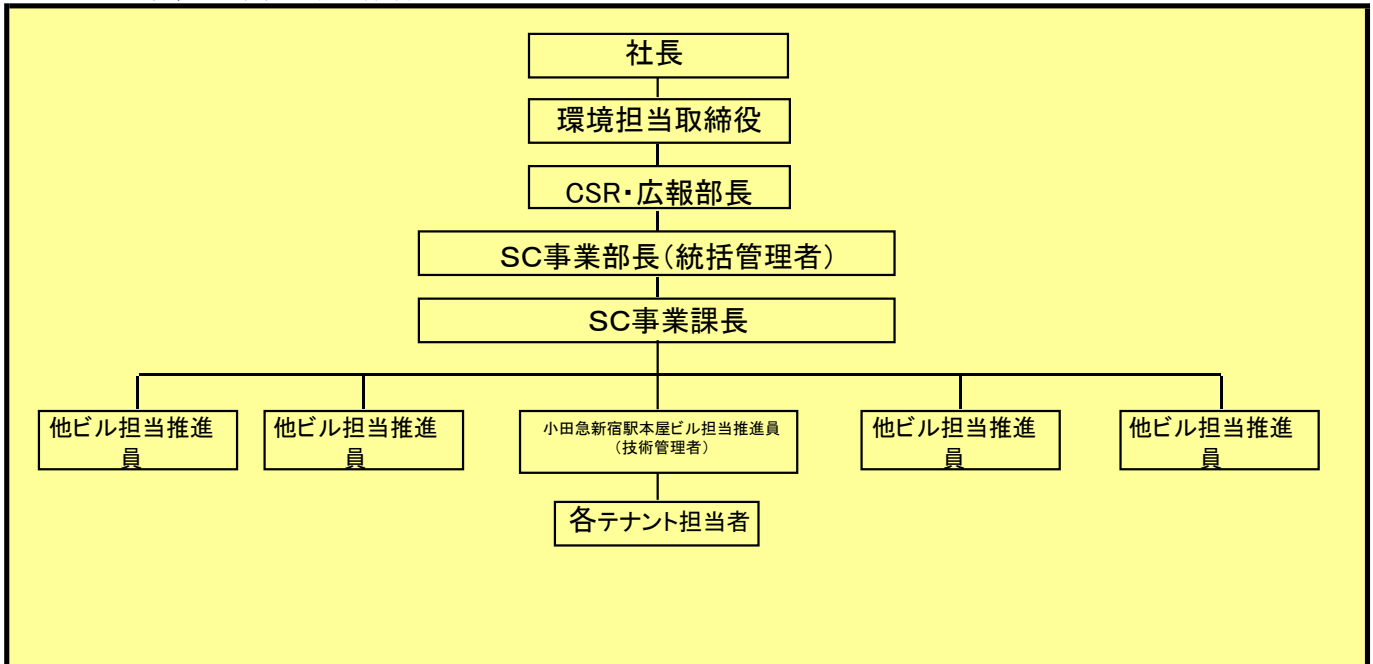 社長
環境担当取締役
CSR・広報部長
SC事業部長(統括管理者)
SC事業課長
他ビル担当推進
員
他ビル担当推進
員
小田急新宿駅本屋ビル担当推進員
(技術管理者)
他ビル担当推進
員
他ビル担当推進
員
各テナント担当者